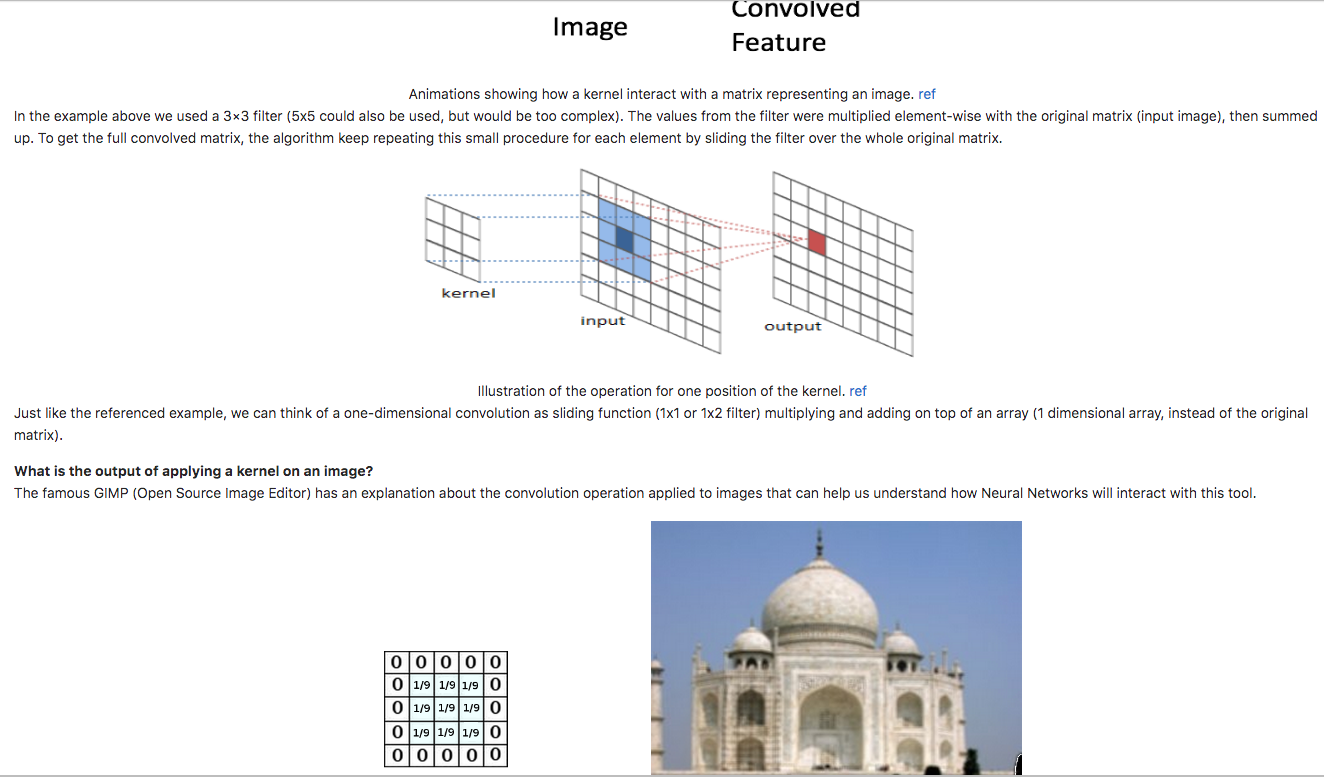 Image
Convolved
Feature
Animations showing how a kernel interact with a matrix representing an image. ref
In the example above we used a 3×3 filter (5x5 could also be used, but would be too complex). The values from the filter were multiplied element-wise with the original matrix (input image), then summed
up. To get the full convolved matrix, the algorithm keep repeating this small procedure for each element by sliding the filter over the whole original matrix.
kernel
input
output
Illustration of the operation for one position of the kernel. ref
Just like the referenced example, we can think of a one-dimensional convolution as sliding function (1x1 or 1x2 filter) multiplying and adding on top of an array (1 dimensional array, instead of the original
matrix).
What is the output of applying a kernel on an image?
The famous GIMP (Open Source Image Editor) has an explanation about the convolution operation applied to images that can help us understand how Neural Networks will interact with this tool.
0 0 0 0 0
0 1/9 1/9 1/9 0
0 1/9 1/9 1/9 0
0 1/9 1/9 1/9 0
0 0 0 0 0